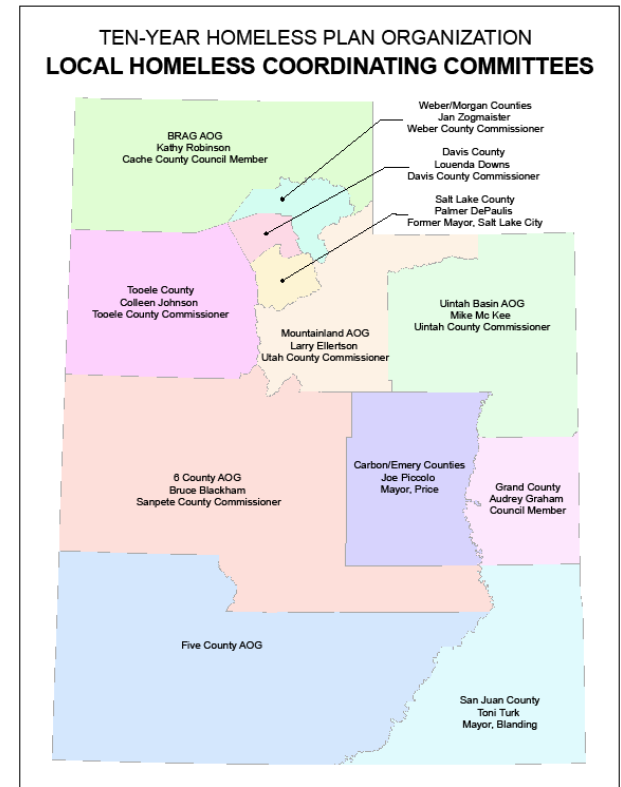 TEN-YEAR HOMELESS PLAN ORGANIZATION
LOCAL HOMELESS COORDINATING COMMITTEES
Weber/Morgan Counties
Jan Zogmaister
Weber County Commissioner
BRAG AOG
Kathy Robinson
Cache County Council Member
Davis County
Louenda Downs
Davis County Commissioner
Salt Lake County
Palmer DePaulis
Former Mayor, Salt Lake City
Tooele County
Colleen Johnson
Tooele County Commissioner
Uintah Basin AOG
Mike Mc Kee
Uintah County Commissioner
Mountainland AOG
Larry Ellertson
Utah County Commissioner
6 County AOG
Bruce Blackham
Sanpete County Commissioner
Carbon/Emery Counties
Joe Piccolo
Mayor, Price
Grand County
Audrey Graham
Council Member
Five County AOG
San Juan County
Toni Turk
Mayor, Blanding